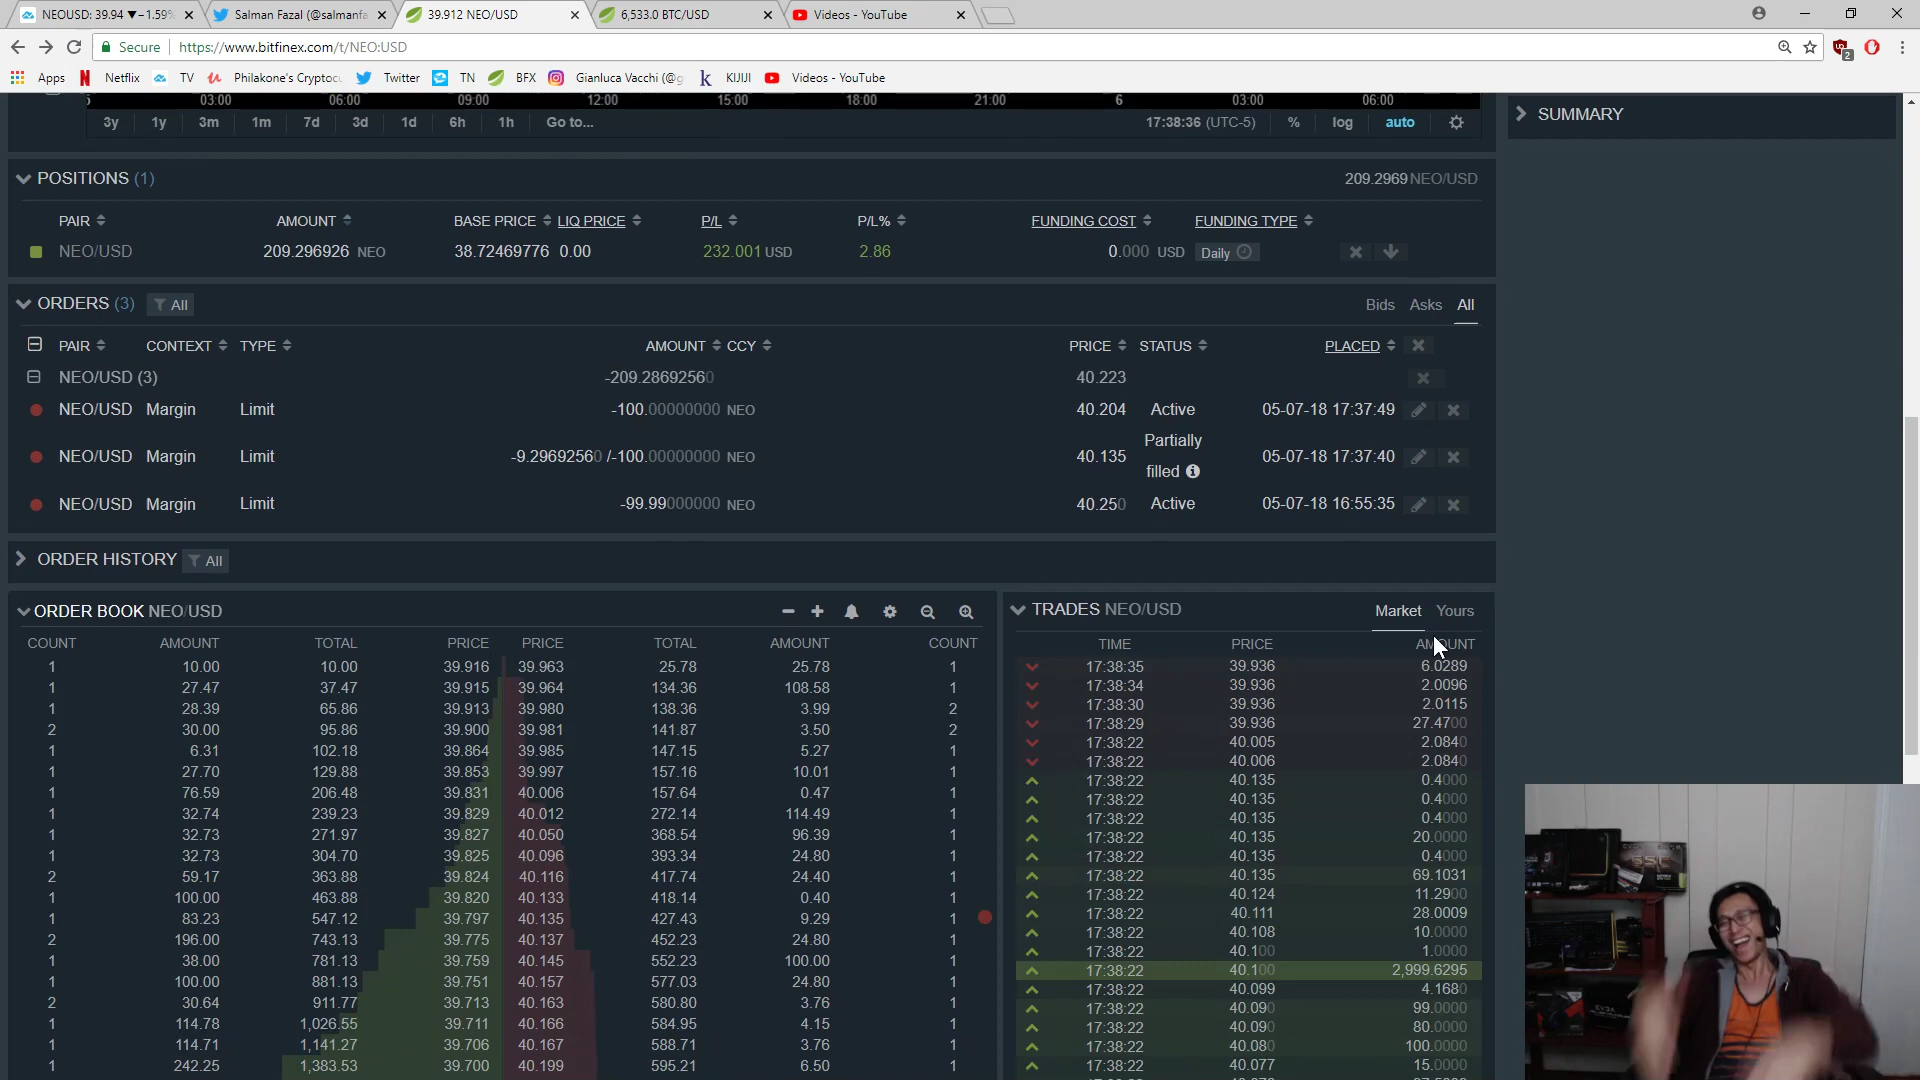 NEOUSD: 39.94 ▼−1.59%
Salman Fazal (@salmanfa
39.912 NEO/USD
6,533.0 BTC/USD
Videos - YouTube
Secure
https://www.bitfinex.com/t/NEO:USD
2
Apps
Netflix
TV
Philakone's Cryptoc
Twitter
TN
BFX
Gianluca Vacchi (@g
KIJIJI
Videos - YouTube
03:00 06:00 09:00 12:00 15:00 18:00 21:00 6 03:00 06:00
3y 1y 3m 1m 7d 3d 1d 6h 1h Go to... 17:38:36 (UTC-5) % log auto
SUMMARY
POSITIONS (1) 209.2969 NEO/USD
PAIR AMOUNT BASE PRICE LIQ PRICE P/L P/L% FUNDING COST FUNDING TYPE
NEO/USD 209.296926 NEO 38.72469776 0.00 232.001 USD 2.86 0.000 USD Daily
ORDERS (3) All Bids Asks All
PAIR CONTEXT TYPE AMOUNT CCY PRICE STATUS PLACED
NEO/USD (3) -209.28692560 40.223
NEO/USD Margin Limit -100.00000000 NEO 40.204 Active 05-07-18 17:37:49
NEO/USD Margin Limit -9.29692560 /-100.00000000 NEO 40.135 Partially filled 05-07-18 17:37:40
NEO/USD Margin Limit -99.99000000 NEO 40.250 Active 05-07-18 16:55:35
ORDER HISTORY All
ORDER BOOK NEO/USD
COUNT AMOUNT TOTAL PRICE PRICE TOTAL AMOUNT COUNT
1 10.00 10.00 39.916 39.963 25.78 25.78 1
1 27.47 37.47 39.915 39.964 134.36 108.58 1
1 28.39 65.86 39.913 39.980 138.36 3.99 2
2 30.00 95.86 39.900 39.981 141.87 3.50 2
1 6.31 102.18 39.864 39.985 147.15 5.27 1
1 27.70 129.88 39.853 39.997 157.16 10.01 1
1 76.59 206.48 39.831 40.006 157.64 0.47 1
1 32.74 239.23 39.829 40.012 272.14 114.49 1
1 32.73 271.97 39.827 40.050 368.54 96.39 1
1 32.73 304.70 39.825 40.096 393.34 24.80 1
2 59.17 363.88 39.824 40.116 417.74 24.40 1
1 100.00 463.88 39.820 40.133 418.14 0.40 1
1 83.23 547.12 39.797 40.135 427.43 9.29 1
2 196.00 743.13 39.775 40.137 452.23 24.80 1
1 38.00 781.13 39.759 40.145 552.23 100.00 1
1 100.00 881.13 39.751 40.157 577.03 24.80 1
2 30.64 911.77 39.713 40.163 580.80 3.76 1
1 114.78 1,026.55 39.711 40.166 584.95 4.15 1
1 114.71 1,141.27 39.706 40.167 588.71 3.76 1
1 242.25 1,383.53 39.700 40.199 595.21 6.50 1
TRADES NEO/USD Market Yours
TIME PRICE AMOUNT
17:38:35 39.936 6.0289
17:38:34 39.936 2.0096
17:38:30 39.936 2.0115
17:38:29 39.936 27.4700
17:38:22 40.005 2.0840
17:38:22 40.006 2.0840
17:38:22 40.135 0.4000
17:38:22 40.135 0.4000
17:38:22 40.135 0.4000
17:38:22 40.135 20.0000
17:38:22 40.135 0.4000
17:38:22 40.135 69.1031
17:38:22 40.124 11.2900
17:38:22 40.111 28.0009
17:38:22 40.108 10.0000
17:38:22 40.100 1.0000
17:38:22 40.100 2,999.6295
17:38:22 40.099 4.1680
17:38:22 40.090 99.0000
17:38:22 40.090 80.0000
17:38:22 40.080 100.0000
17:38:22 40.077 15.0000